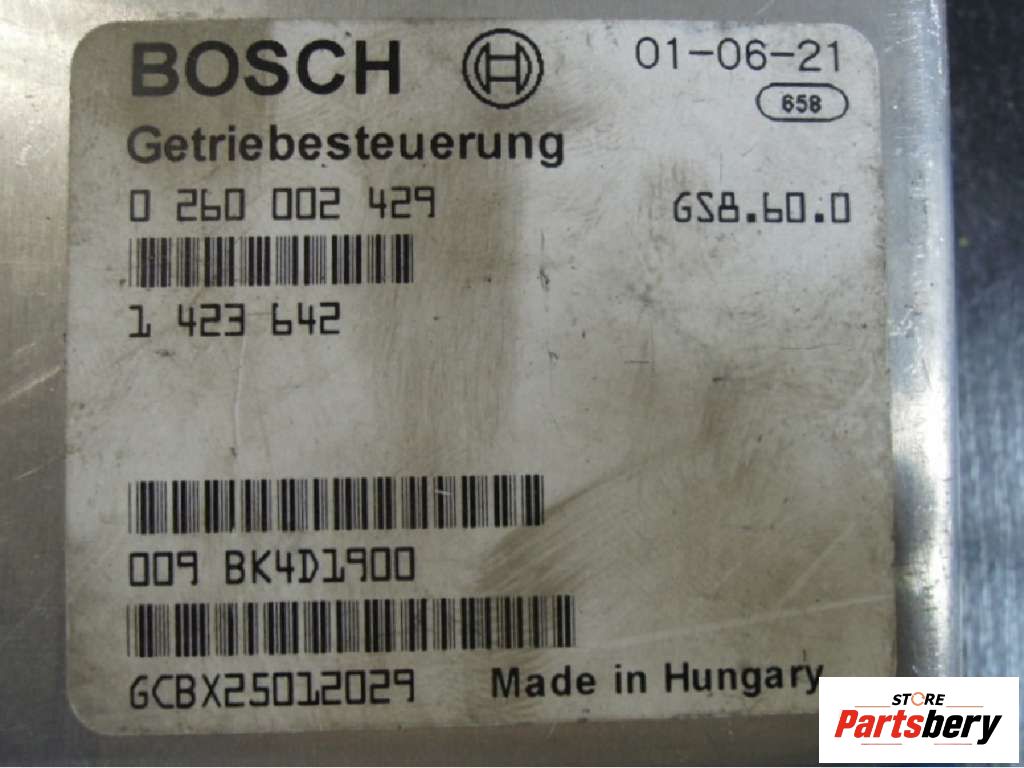 BOSCH 01-06-21
658
Getriebesteuerung
0 260 002 429 GS8.60.0
1 423 642
009 BK4D1900
GCBX25012029 Made in Hungary
STORE
Partsbery